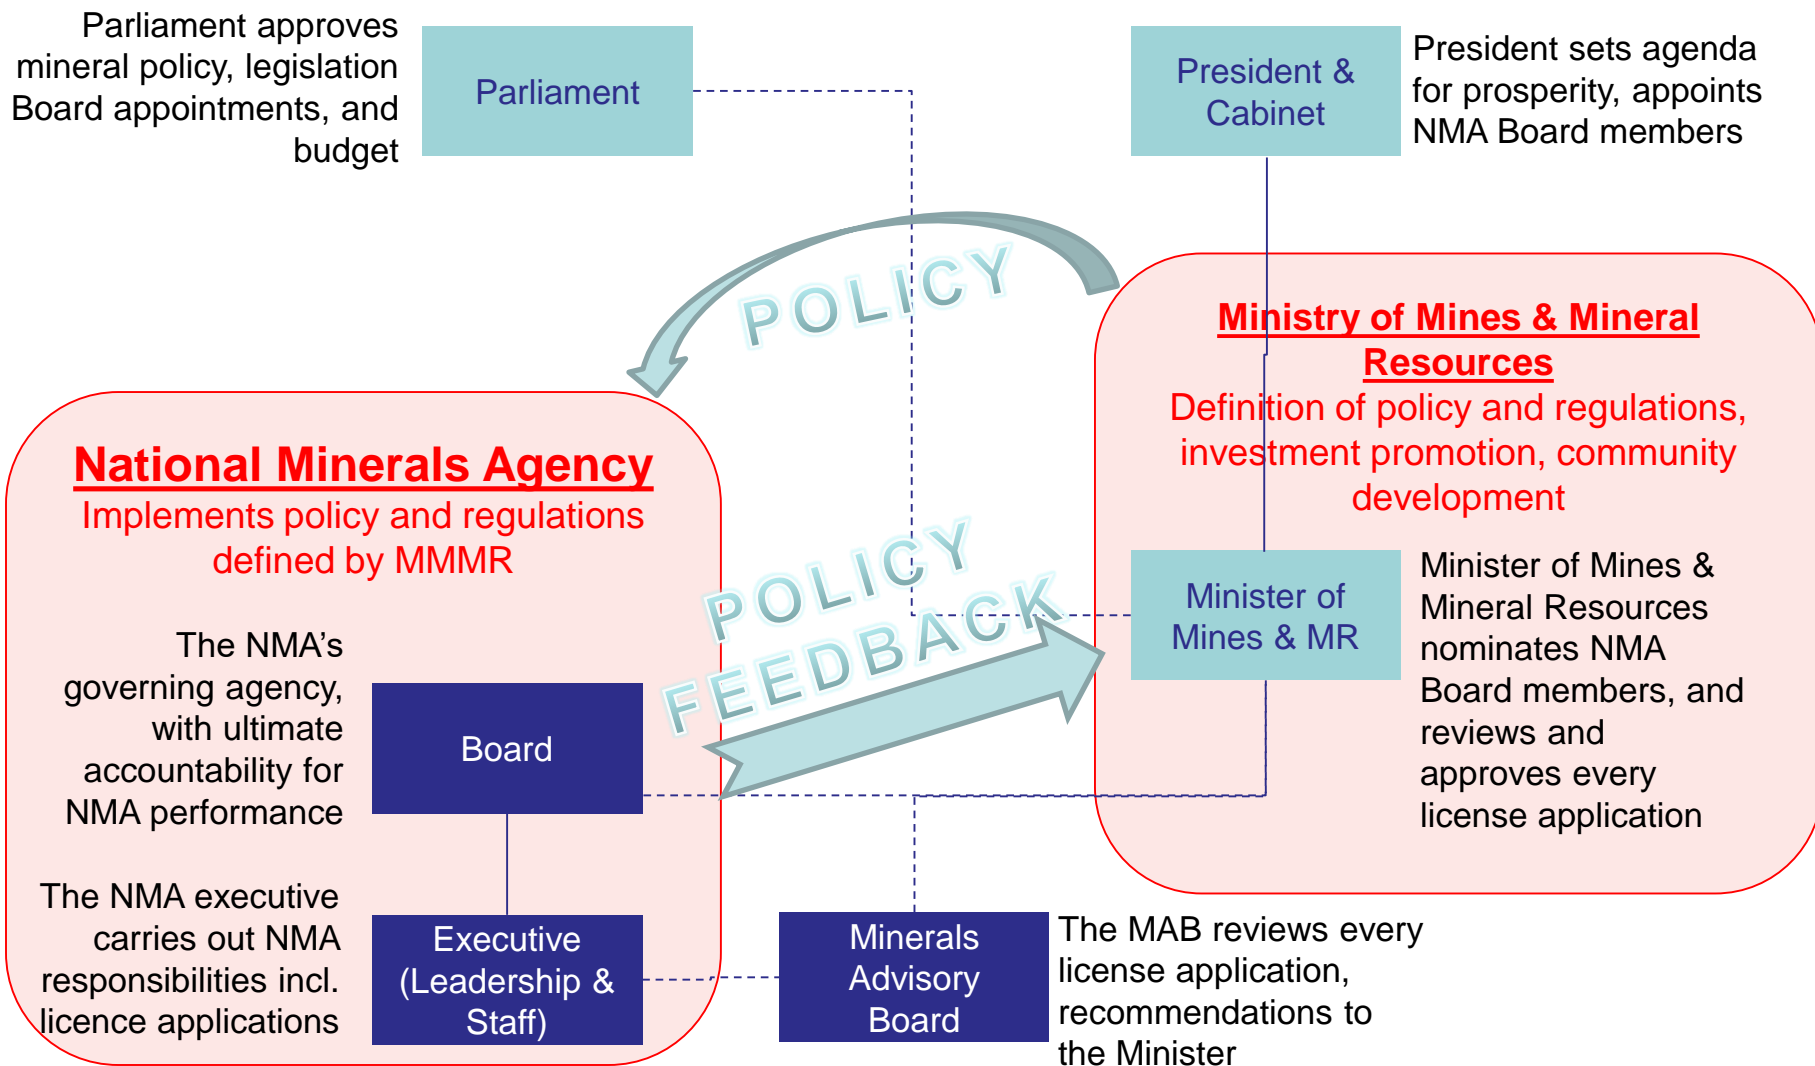 Parliament approves
mineral policy, legislation
Board appointments, and
budget
Parliament
President &
Cabinet
President sets agenda
for prosperity, appoints
NMA Board members
POLICY
Ministry of Mines & Mineral
Resources
Definition of policy and regulations,
investment promotion, community
development
National Minerals Agency
Implements policy and regulations
defined by MMMR
POLICY
FEEDBACK
Minister of
Mines & MR
Minister of Mines &
Mineral Resources
nominates NMA
Board members, and
reviews and
approves every
license application
The NMA’s
governing agency,
with ultimate
accountability for
NMA performance
Board
The NMA executive
carries out NMA
responsibilities incl.
licence applications
Executive
(Leadership &
Staff)
Minerals
Advisory
Board
The MAB reviews every
license application,
recommendations to
the Minister